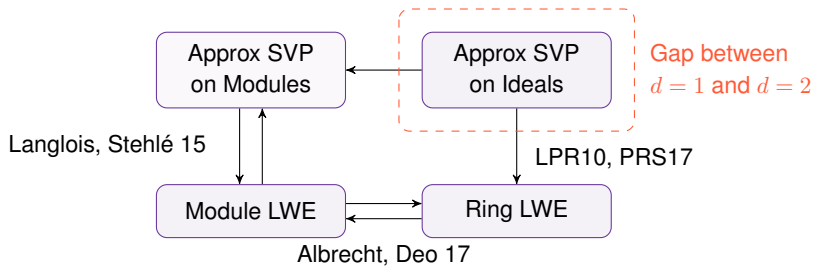 Approx SVP
on Modules
Approx SVP
on Ideals
Gap between
d = 1 and d = 2
Langlois, Stehlé 15
LPR10, PRS17
Module LWE
Ring LWE
Albrecht, Deo 17